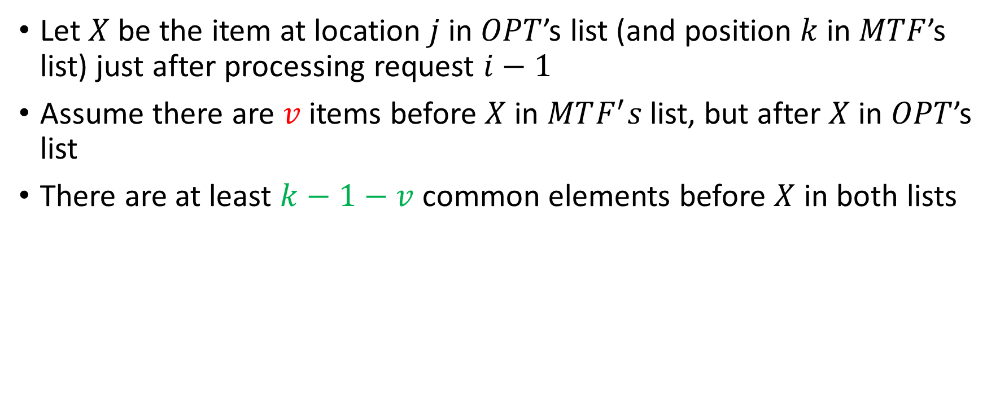 • Let X be the item at location j in OPT’s list (and position k in MTF’s
list) just after processing request i − 1
• Assume there are v items before X in MTF′s list, but after X in OPT’s
list
• There are at least k − 1 − v common elements before X in both lists